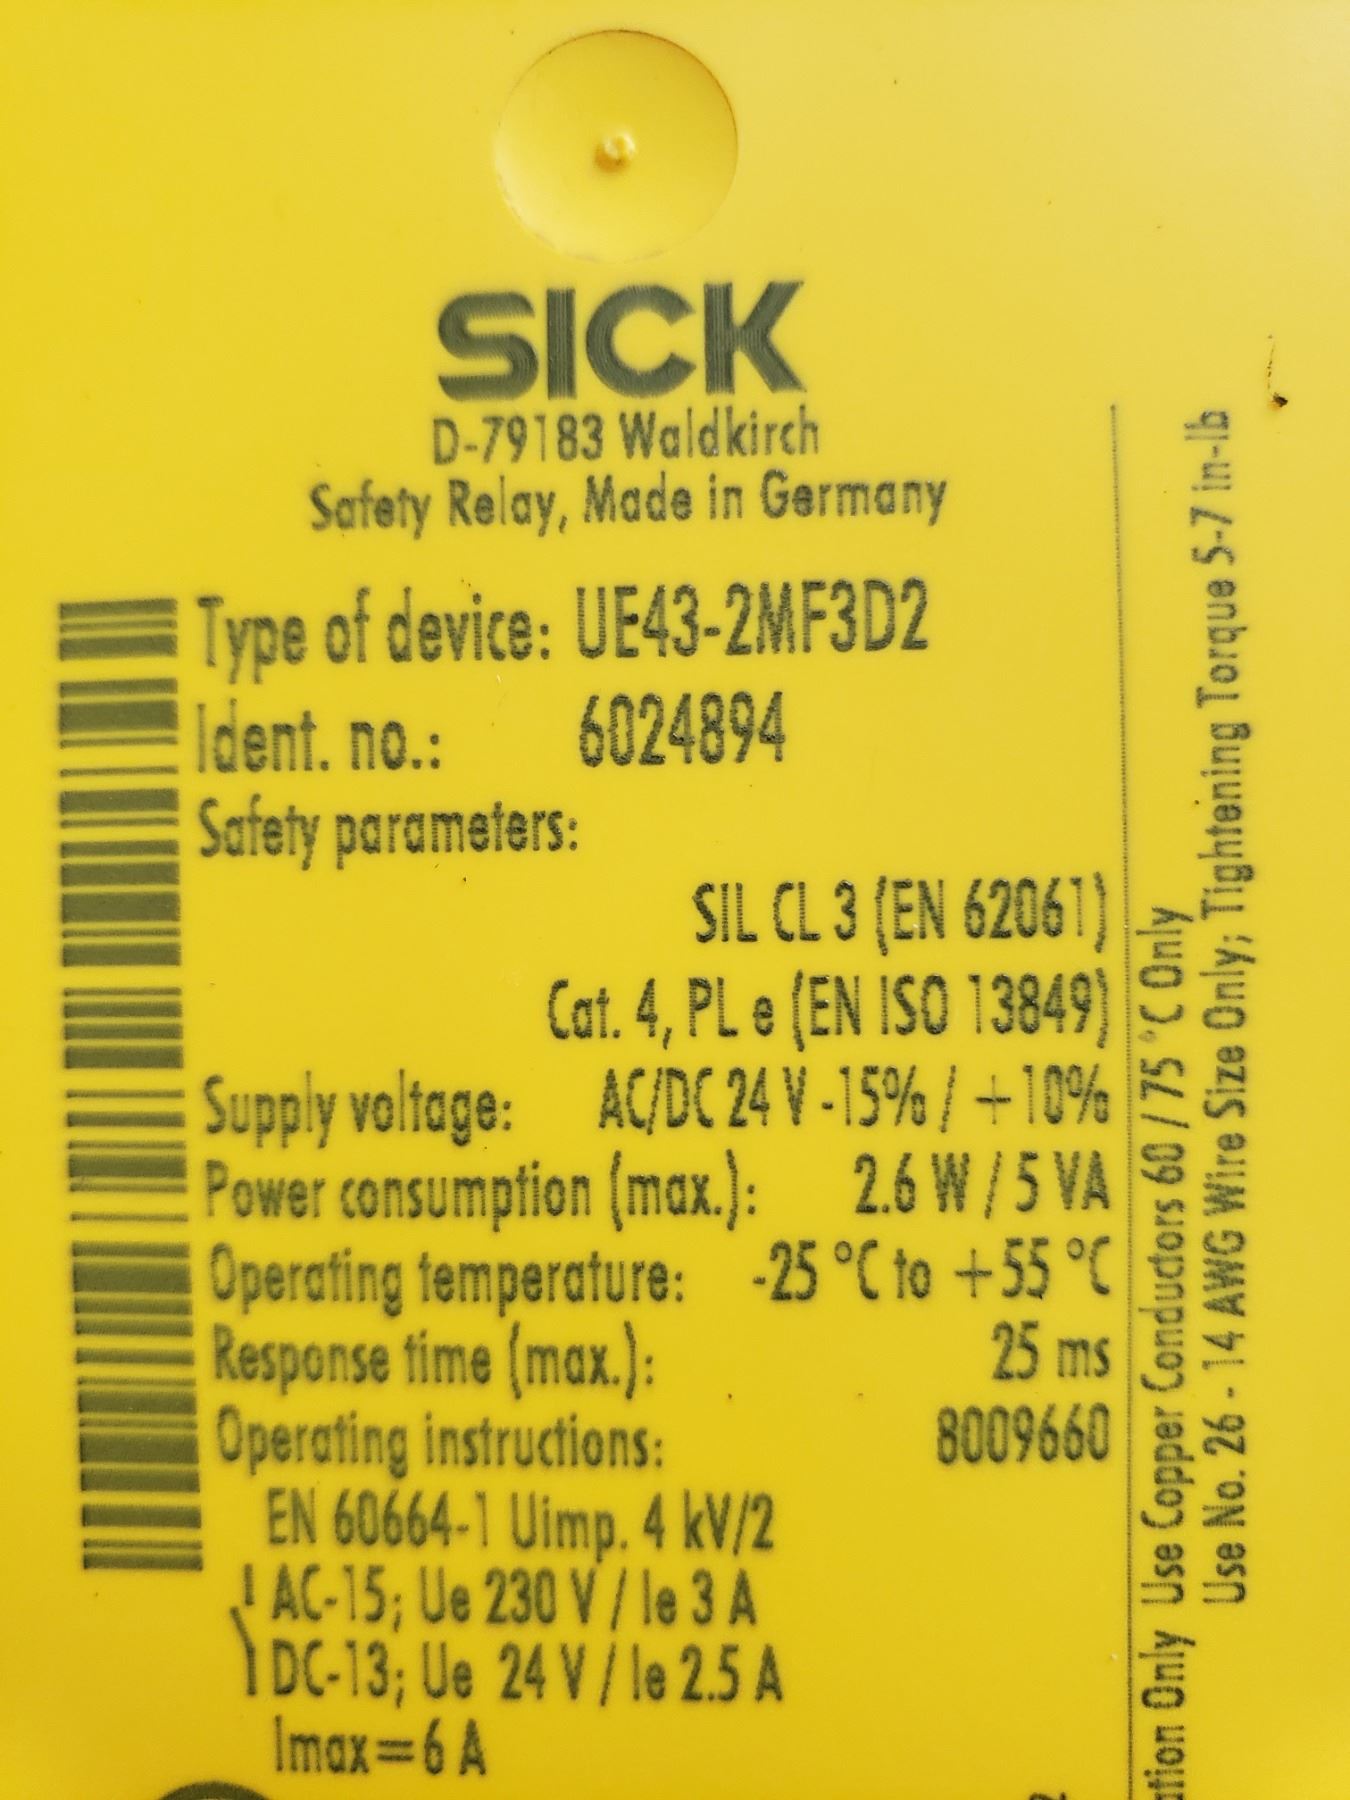 SICK
D-79183 Waldkirch
Safety Relay, Made in Germany
Type of device: UE43-2MF3D2
Ident. no.: 6024894
Safety parameters:
SIL CL 3 (EN 62061)
Cat. 4, PL e (EN ISO 13849)
Supply voltage: AC/DC 24 V -15% / +10%
Power consumption (max.): 2.6 W / 5 VA
Operating temperature: -25 °C to +55 °C
Response time (max.): 25 ms
Operating instructions: 8009660
EN 60664-1 Uimp. 4 kV/2
AC-15; Ue 230 V / Ie 3 A
DC-13; Ue 24 V / Ie 2.5 A
Imax=6 A
Only Use Copper Conductors 60 / 75 °C Only
Use No. 26 - 14 AWG Wire Size Only; Tightening Torque 5-7 in-lb